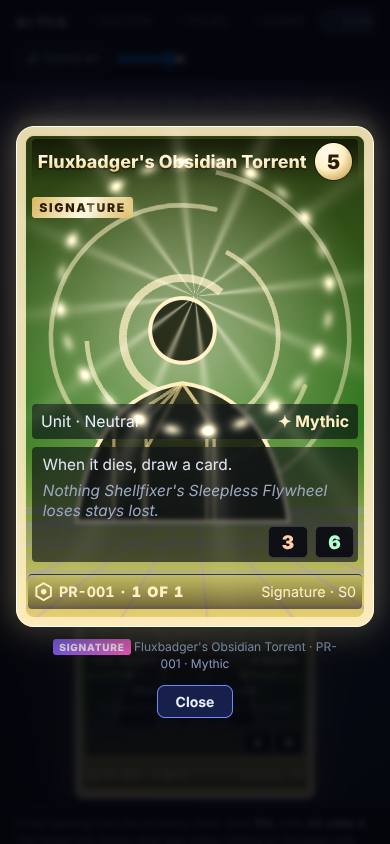 Fluxbadger's Obsidian Torrent 5
SIGNATURE
Unit · Neutral ✦ Mythic
When it dies, draw a card.
Nothing Shellfixer's Sleepless Flywheel
loses stays lost.
3 6
PR-001 · 1 OF 1 Signature · S0
SIGNATURE Fluxbadger's Obsidian Torrent · PR-
001 · Mythic
Close